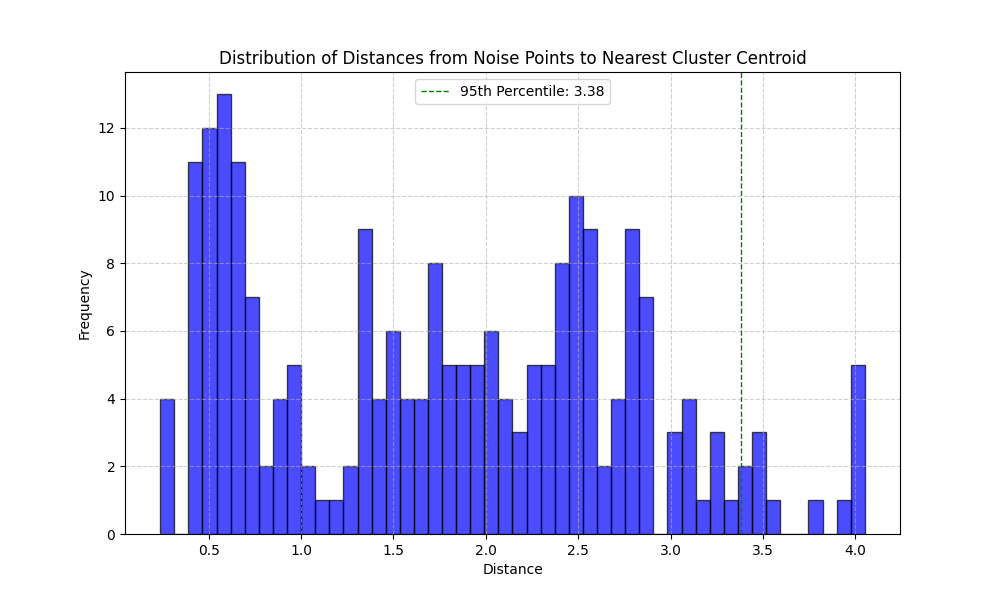 Distribution of Distances from Noise Points to Nearest Cluster Centroid
95th Percentile: 3.38
12
10
8
6
4
2
0
Frequency
0.5 1.0 1.5 2.0 2.5 3.0 3.5 4.0
Distance